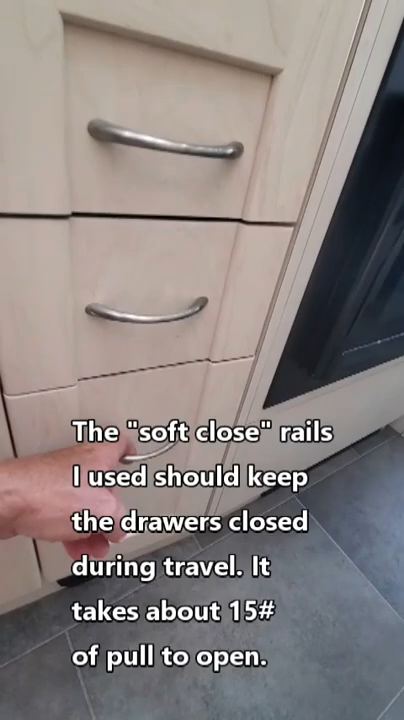 The "soft close" rails
I used should keep
the drawers closed
during travel. It
takes about 15#
of pull to open.